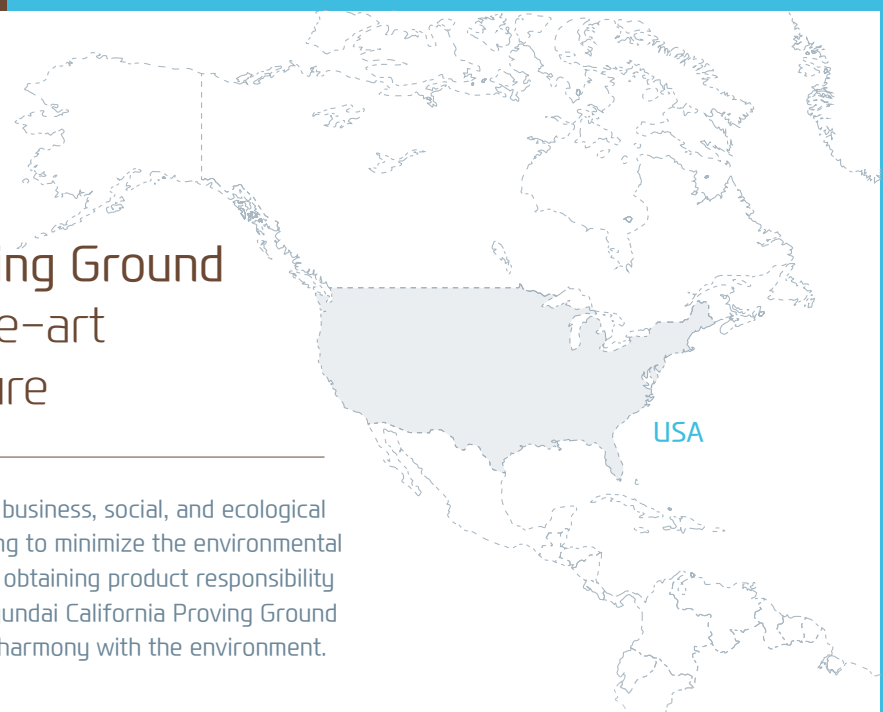 ing Ground
e-art
ure
business, social, and ecological
ng to minimize the environmental
obtaining product responsibility
undai California Proving Ground
harmony with the environment.
USA